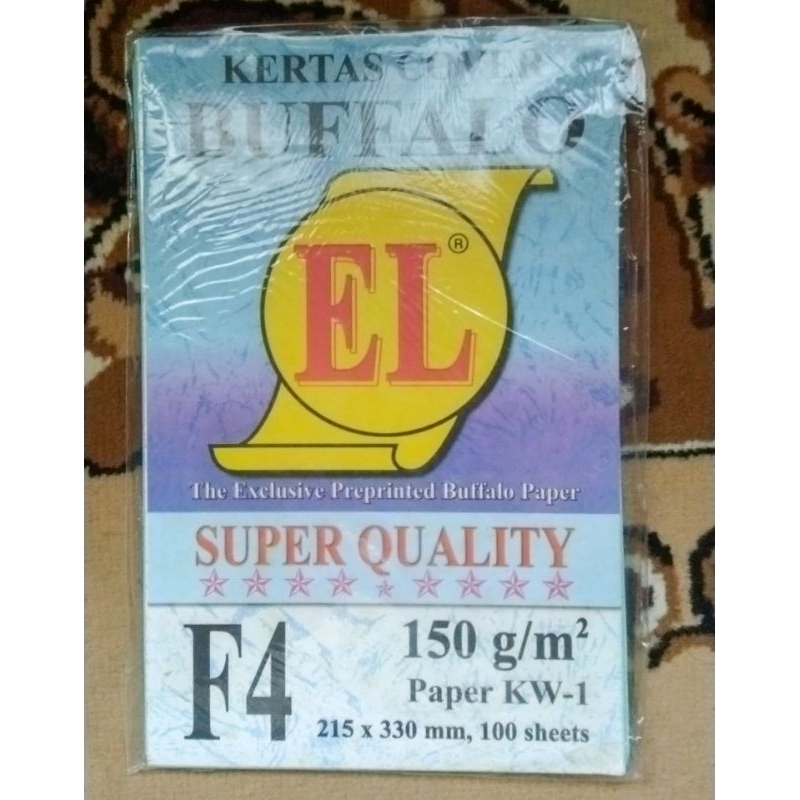 KERTAS COVER
BUFFALO
EL®
The Exclusive Preprinted Buffalo Paper
SUPER QUALITY
F4
150 g/m²
Paper KW-1
215 x 330 mm, 100 sheets